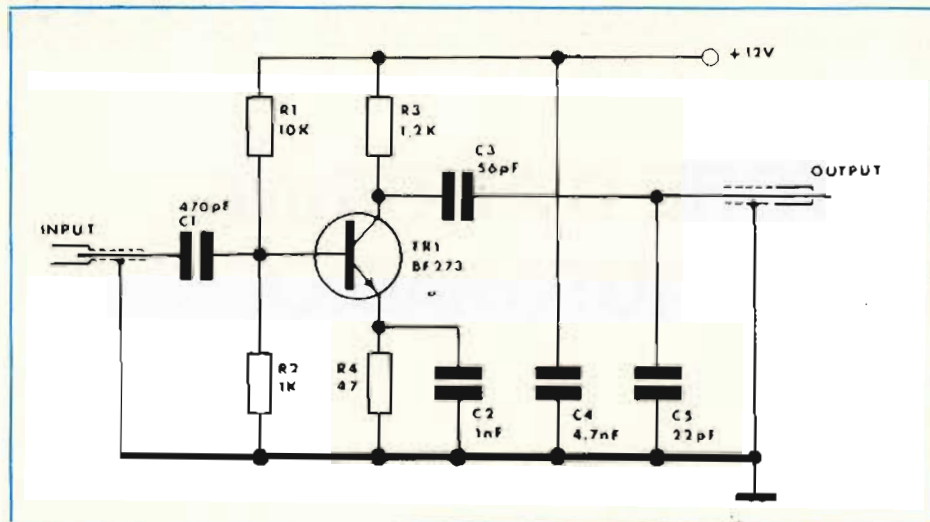 +12V
R1
10K
R3
1,2K
C3
56pF
OUTPUT
470pF
C1
INPUT
TR1
BF273
R2
1K
R4
47
C2
1nF
C4
4,7nF
C5
22pF